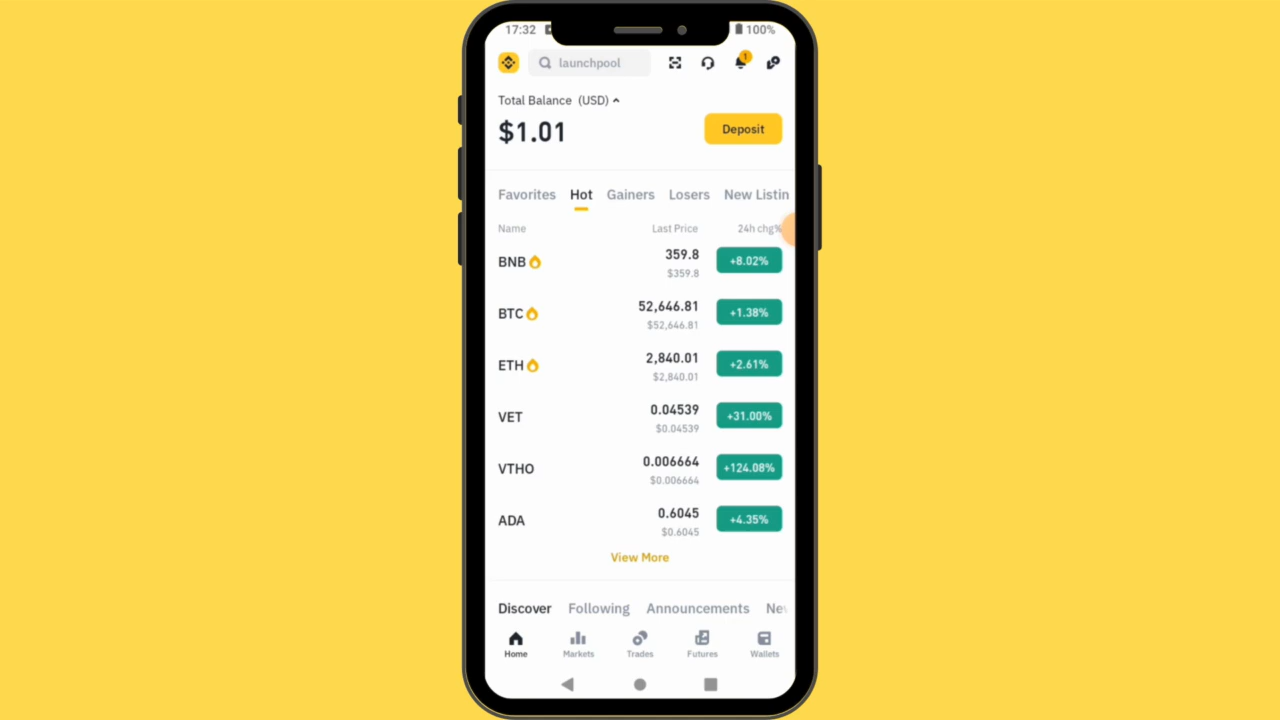 17:32 100%
launchpool 1
Total Balance (USD)
$1.01 Deposit
Favorites Hot Gainers Losers New Listin
Name Last Price 24h chg%
BNB 359.8 +8.02%
$359.8
BTC 52,646.81 +1.38%
$52,646.81
ETH 2,840.01 +2.61%
$2,840.01
VET 0.04539 +31.00%
$0.04539
VTHO 0.006664 +124.08%
$0.006664
ADA 0.6045 +4.35%
$0.6045
View More
Discover Following Announcements Nev
Home Markets Trades Futures Wallets